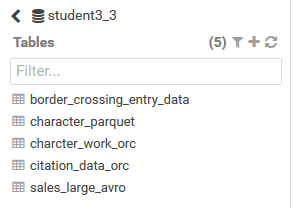 student3_3
Tables (5)
Filter...
border_crossing_entry_data
character_parquet
charcter_work_orc
citation_data_orc
sales_large_avro